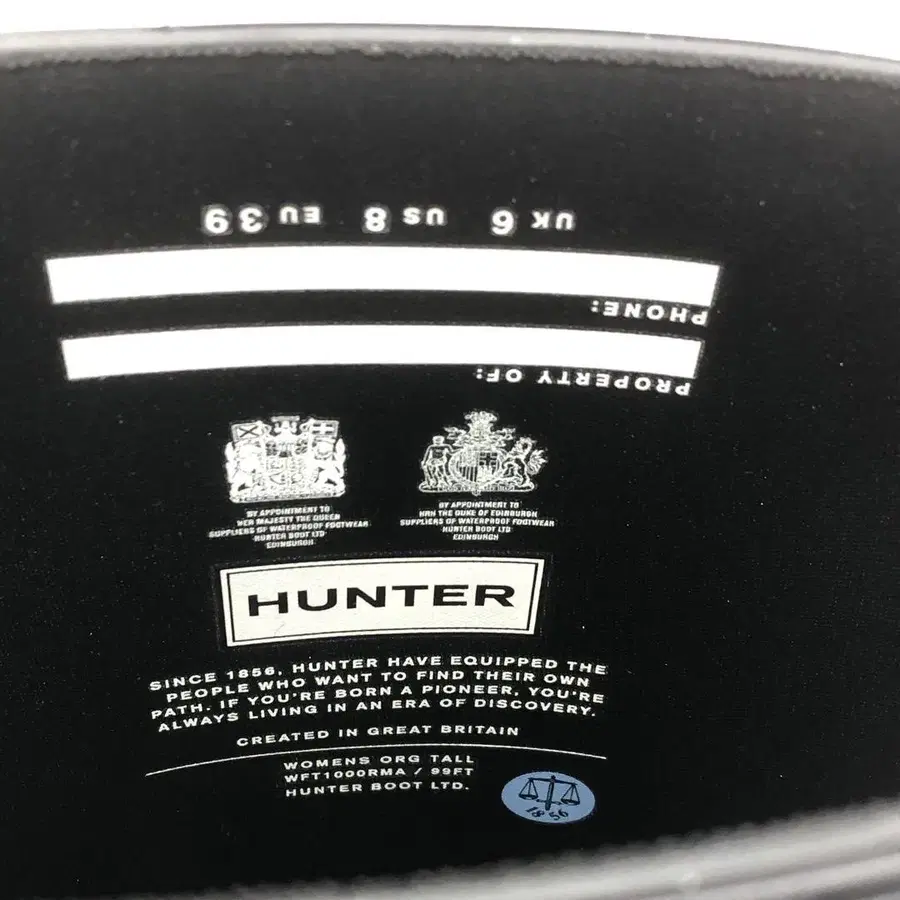 UK 6 US 8 EU 39
PHONE:
PROPERTY OF:
BY APPOINTMENT TO
HER MAJESTY THE QUEEN
SUPPLIERS OF WATERPROOF FOOTWEAR
HUNTER BOOT LTD
EDINBURGH
BY APPOINTMENT TO
HRH THE DUKE OF EDINBURGH
SUPPLIERS OF WATERPROOF FOOTWEAR
HUNTER BOOT LTD
EDINBURGH
HUNTER
SINCE 1856, HUNTER HAVE EQUIPPED THE
PEOPLE WHO WANT TO FIND THEIR OWN
PATH. IF YOU'RE BORN A PIONEER, YOU'RE
ALWAYS LIVING IN AN ERA OF DISCOVERY.
CREATED IN GREAT BRITAIN
WOMENS ORG TALL
WFT1000RMA / 99FT
HUNTER BOOT LTD.
1856